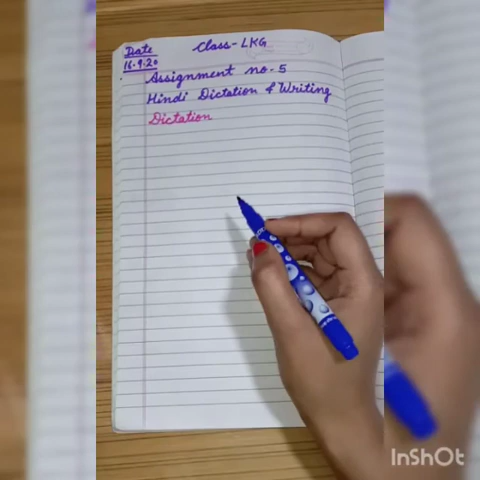 Date
16.9.20
Class - LKG
Assignment no - 5
Hindi Dictation & Writing
Dictation
InShOt